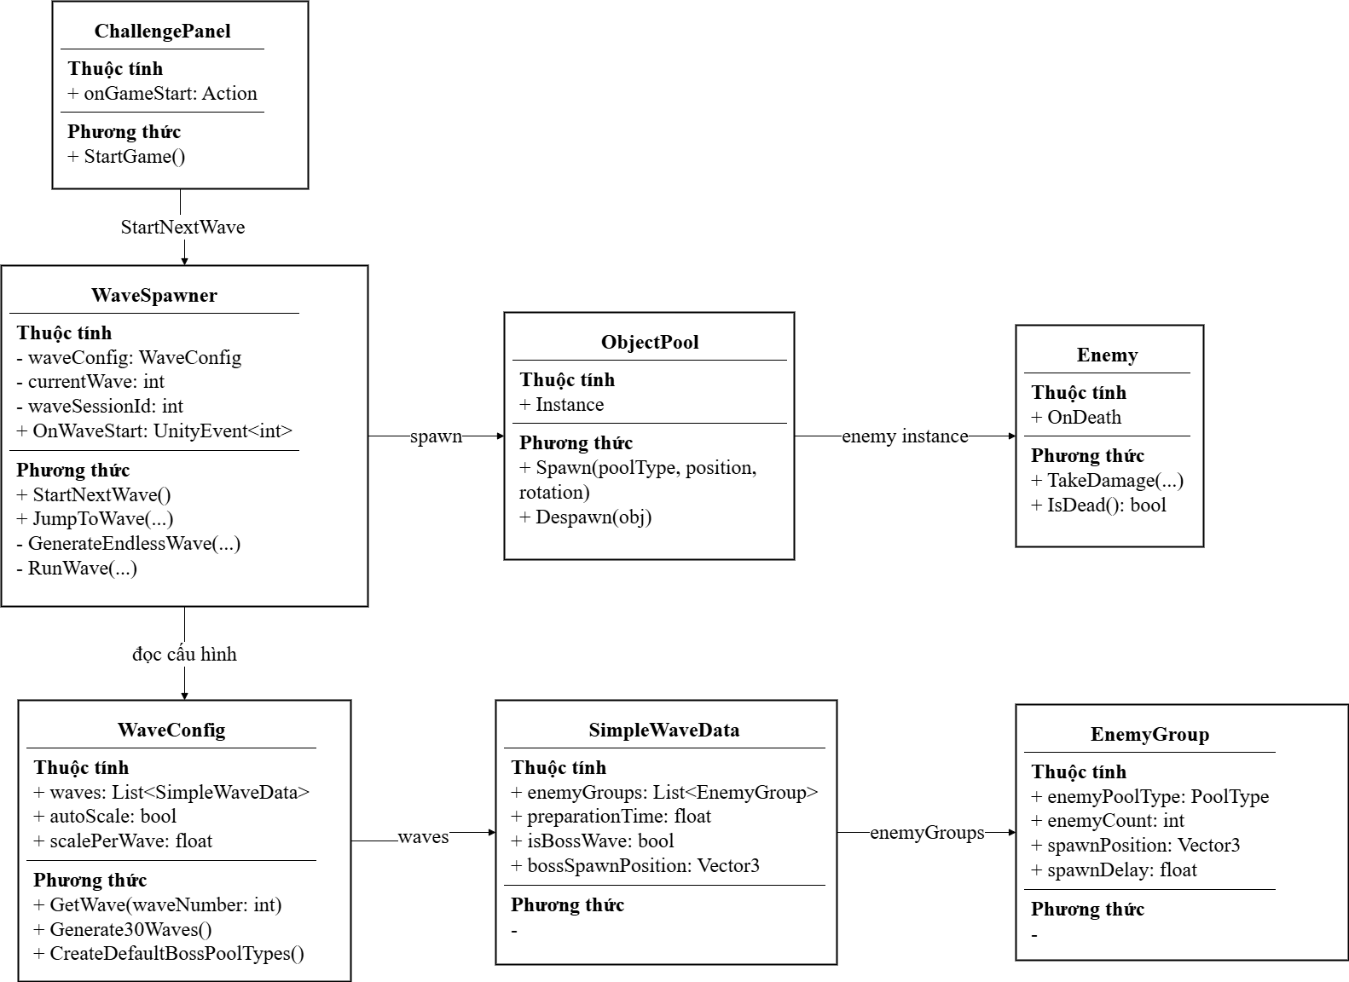 ChallengePanel
Thuộc tính
+ onGameStart: Action
Phương thức
+ StartGame()
StartNextWave
WaveSpawner
Thuộc tính
- waveConfig: WaveConfig
- currentWave: int
- waveSessionId: int
+ OnWaveStart: UnityEvent<int>
Phương thức
+ StartNextWave()
+ JumpToWave(...)
- GenerateEndlessWave(...)
- RunWave(...)
spawn
ObjectPool
Thuộc tính
+ Instance
Phương thức
+ Spawn(poolType, position,
rotation)
+ Despawn(obj)
enemy instance
Enemy
Thuộc tính
+ OnDeath
Phương thức
+ TakeDamage(...)
+ IsDead(): bool
đọc cấu hình
WaveConfig
Thuộc tính
+ waves: List<SimpleWaveData>
+ autoScale: bool
+ scalePerWave: float
Phương thức
+ GetWave(waveNumber: int)
+ Generate30Waves()
+ CreateDefaultBossPoolTypes()
waves
SimpleWaveData
Thuộc tính
+ enemyGroups: List<EnemyGroup>
+ preparationTime: float
+ isBossWave: bool
+ bossSpawnPosition: Vector3
Phương thức
-
enemyGroups
EnemyGroup
Thuộc tính
+ enemyPoolType: PoolType
+ enemyCount: int
+ spawnPosition: Vector3
+ spawnDelay: float
Phương thức
-